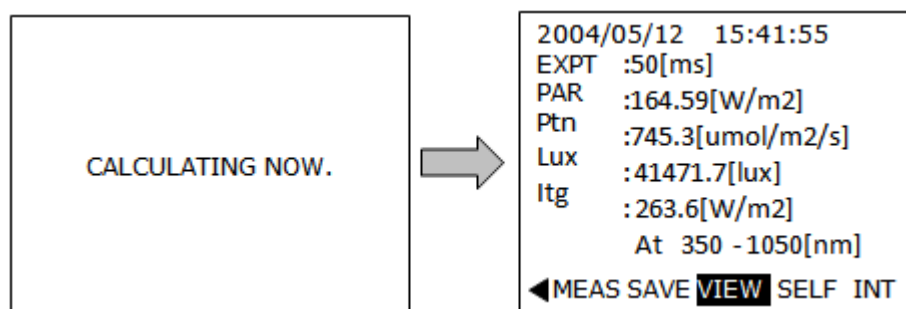 CALCULATING NOW.
2004/05/12 15:41:55
EXPT :50[ms]
PAR :164.59[W/m2]
Ptn :745.3[umol/m2/s]
Lux :41471.7[lux]
Itg :263.6[W/m2]
At 350 -1050[nm]
◀MEAS SAVE VIEW SELF INT